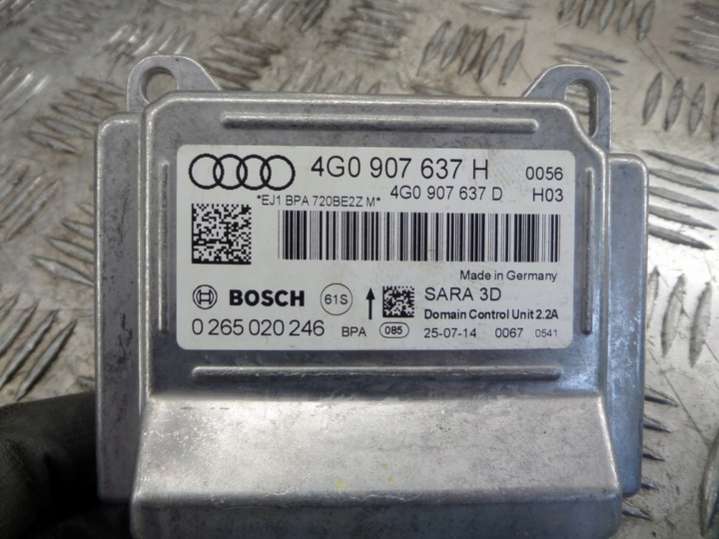 4G0 907 637 H 0056
*EJ1 BPA 720BE2Z M* 4G0 907 637 D H03
Made in Germany
BOSCH 61S SARA 3D
Domain Control Unit 2.2A
0 265 020 246 BPA 085 25-07-14 0067 0541